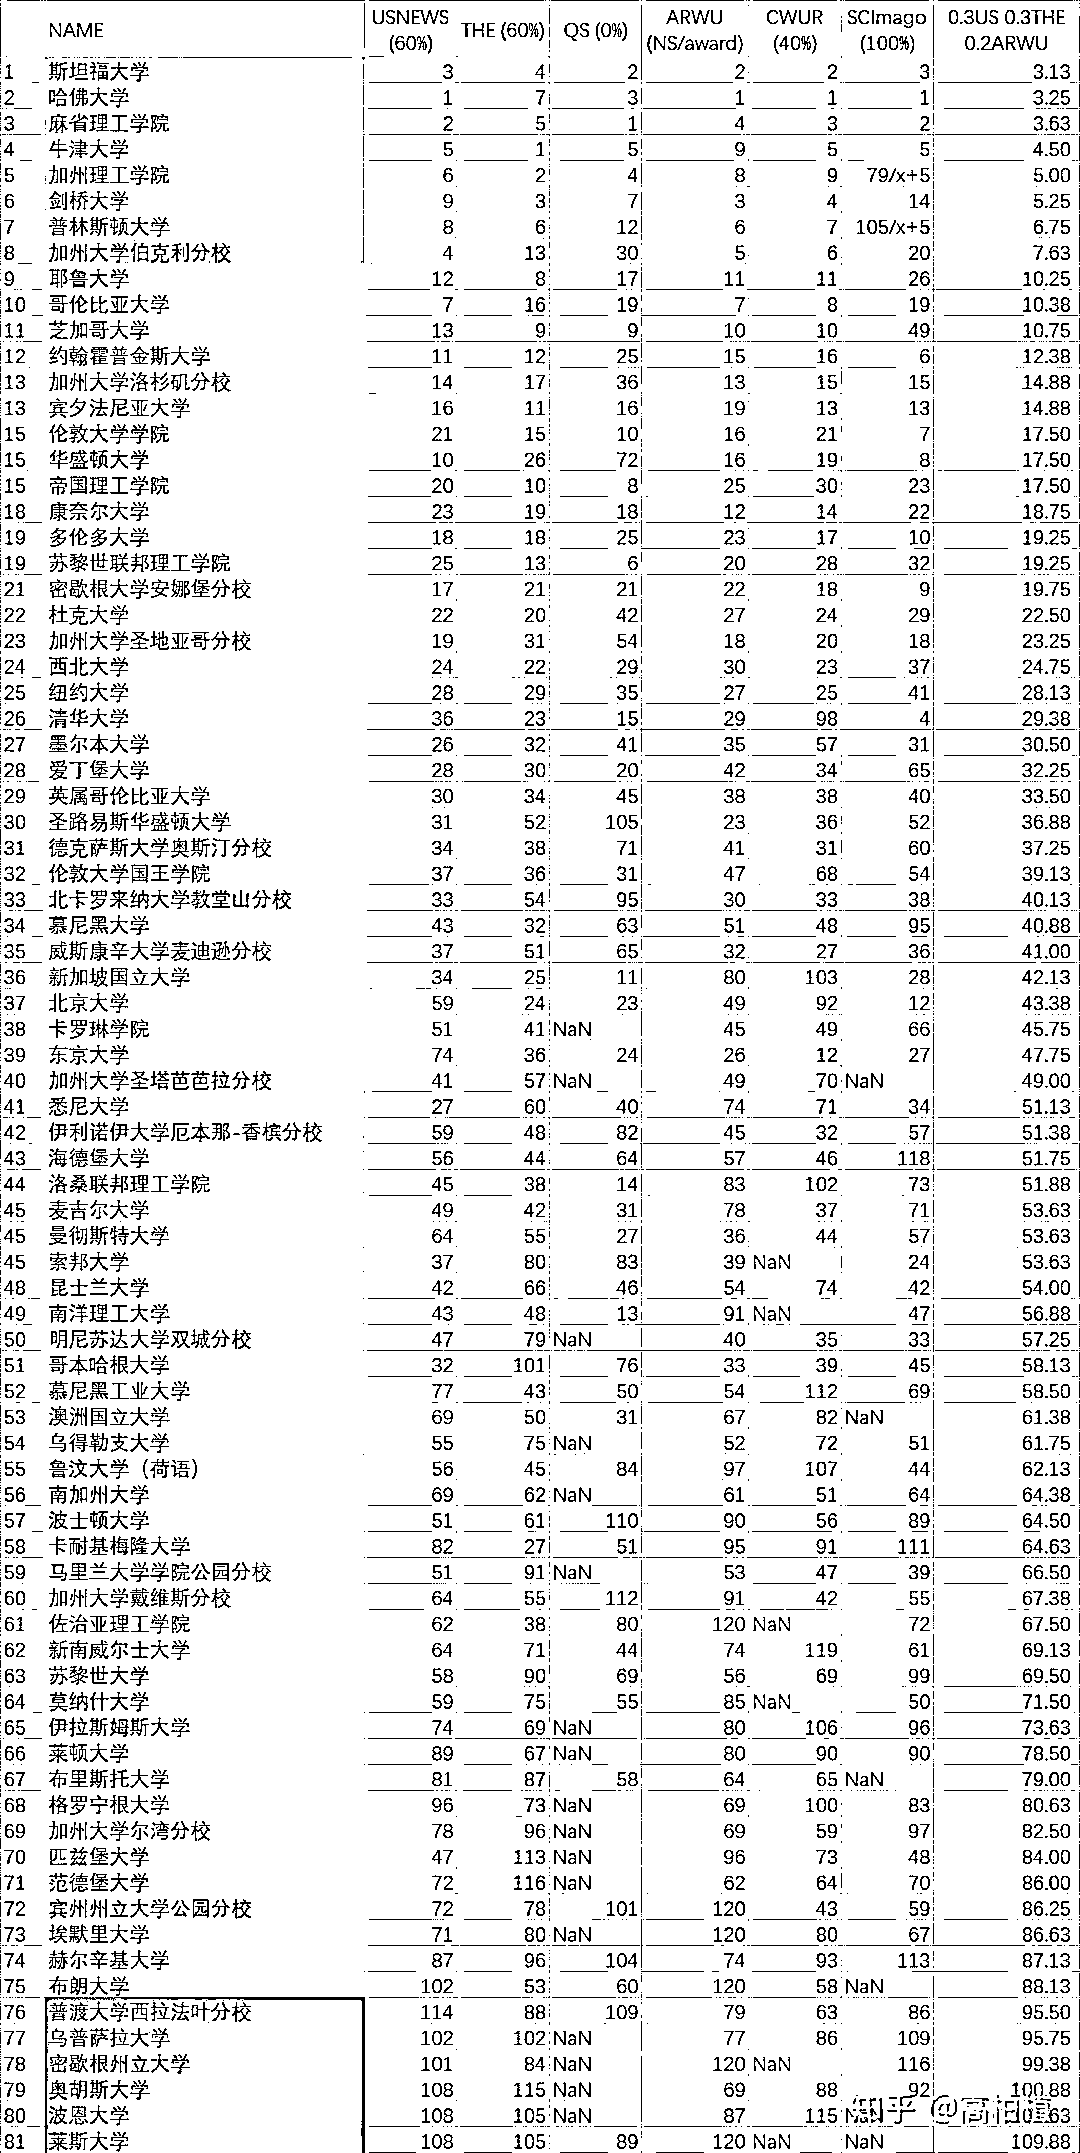 NAME USNEWS (60%) THE (60%) QS (0%) ARWU (NS/award) CWUR (40%) SCImago (100%) 0.3US 0.3THE 0.2ARWU
1 斯坦福大学 3 4 2 2 2 3 3.13
2 哈佛大学 1 7 3 1 1 1 3.25
3 麻省理工学院 2 5 1 4 3 2 3.63
4 牛津大学 5 1 5 9 5 5 4.50
5 加州理工学院 6 2 4 8 9 79/x+5 5.00
6 剑桥大学 9 3 7 3 4 14 5.25
7 普林斯顿大学 8 6 12 6 7 105/x+5 6.75
8 加州大学伯克利分校 4 13 30 5 6 20 7.63
9 耶鲁大学 12 8 17 11 11 26 10.25
10 哥伦比亚大学 7 16 19 7 8 19 10.38
11 芝加哥大学 13 9 9 10 10 49 10.75
12 约翰霍普金斯大学 11 12 25 15 16 6 12.38
13 加州大学洛杉矶分校 14 17 36 13 15 15 14.88
13 宾夕法尼亚大学 16 11 16 19 13 13 14.88
15 伦敦大学学院 21 15 10 16 21 7 17.50
15 华盛顿大学 10 26 72 16 19 8 17.50
15 帝国理工学院 20 10 8 25 30 23 17.50
18 康奈尔大学 23 19 18 12 14 22 18.75
19 多伦多大学 18 18 25 23 17 10 19.25
19 苏黎世联邦理工学院 25 13 6 20 28 32 19.25
21 密歇根大学安娜堡分校 17 21 21 22 18 9 19.75
22 杜克大学 22 20 42 27 24 29 22.50
23 加州大学圣地亚哥分校 19 31 54 18 20 18 23.25
24 西北大学 24 22 29 30 23 37 24.75
25 纽约大学 28 29 35 27 25 41 28.13
26 清华大学 36 23 15 29 98 4 29.38
27 墨尔本大学 26 32 41 35 57 31 30.50
28 爱丁堡大学 28 30 20 42 34 65 32.25
29 英属哥伦比亚大学 30 34 45 38 38 40 33.50
30 圣路易斯华盛顿大学 31 52 105 23 36 52 36.88
31 德克萨斯大学奥斯汀分校 34 38 71 41 31 60 37.25
32 伦敦大学国王学院 37 36 31 47 68 54 39.13
33 北卡罗来纳大学教堂山分校 33 54 95 30 33 38 40.13
34 慕尼黑大学 43 32 63 51 48 95 40.88
35 威斯康辛大学麦迪逊分校 37 51 65 32 27 36 41.00
36 新加坡国立大学 34 25 11 80 103 28 42.13
37 北京大学 59 24 23 49 92 12 43.38
38 卡罗琳学院 51 41 NaN 45 49 66 45.75
39 东京大学 74 36 24 26 12 27 47.75
40 加州大学圣塔芭芭拉分校 41 57 NaN 49 70 NaN 49.00
41 悉尼大学 27 60 40 74 71 34 51.13
42 伊利诺伊大学厄本那-香槟分校 59 48 82 45 32 57 51.38
43 海德堡大学 56 44 64 57 46 118 51.75
44 洛桑联邦理工学院 45 38 14 83 102 73 51.88
45 麦吉尔大学 49 42 31 78 37 71 53.63
45 曼彻斯特大学 64 55 27 36 44 57 53.63
45 索邦大学 37 80 83 39 NaN 24 53.63
48 昆士兰大学 42 66 46 54 74 42 54.00
49 南洋理工大学 43 48 13 91 NaN 47 56.88
50 明尼苏达大学双城分校 47 79 NaN 40 35 33 57.25
51 哥本哈根大学 32 101 76 33 39 45 58.13
52 慕尼黑工业大学 77 43 50 54 112 69 58.50
53 澳洲国立大学 69 50 31 67 82 NaN 61.38
54 乌得勒支大学 55 75 NaN 52 72 51 61.75
55 鲁汶大学（荷语） 56 45 84 97 107 44 62.13
56 南加州大学 69 62 NaN 61 51 64 64.38
57 波士顿大学 51 61 110 90 56 89 64.50
58 卡耐基梅隆大学 82 27 51 95 91 111 64.63
59 马里兰大学学院公园分校 51 91 NaN 53 47 39 66.50
60 加州大学戴维斯分校 64 55 112 91 42 55 67.38
61 佐治亚理工学院 62 38 80 120 NaN 72 67.50
62 新南威尔士大学 64 71 44 74 119 61 69.13
63 苏黎世大学 58 90 69 56 69 99 69.50
64 莫纳什大学 59 75 55 85 NaN 50 71.50
65 伊拉斯姆斯大学 74 69 NaN 80 106 96 73.63
66 莱顿大学 89 67 NaN 80 90 90 78.50
67 布里斯托大学 81 87 58 64 65 NaN 79.00
68 格罗宁根大学 96 73 NaN 69 100 83 80.63
69 加州大学尔湾分校 78 96 NaN 69 59 97 82.50
70 匹兹堡大学 47 113 NaN 96 73 48 84.00
71 范德堡大学 72 116 NaN 62 64 70 86.00
72 宾州州立大学公园分校 72 78 101 120 43 59 86.25
73 埃默里大学 71 80 NaN 120 80 67 86.63
74 赫尔辛基大学 87 96 104 74 93 113 87.13
75 布朗大学 102 53 60 120 58 NaN 88.13
76 普渡大学西拉法叶分校 114 88 109 79 63 86 95.50
77 乌普萨拉大学 102 102 NaN 77 86 109 95.75
78 密歇根州立大学 101 84 NaN 120 NaN 116 99.38
79 奥胡斯大学 108 115 NaN 69 88 92 100.88
80 波恩大学 108 105 NaN 87 115 知乎
81 莱斯大学 108 105 89 120 NaN NaN 109.88